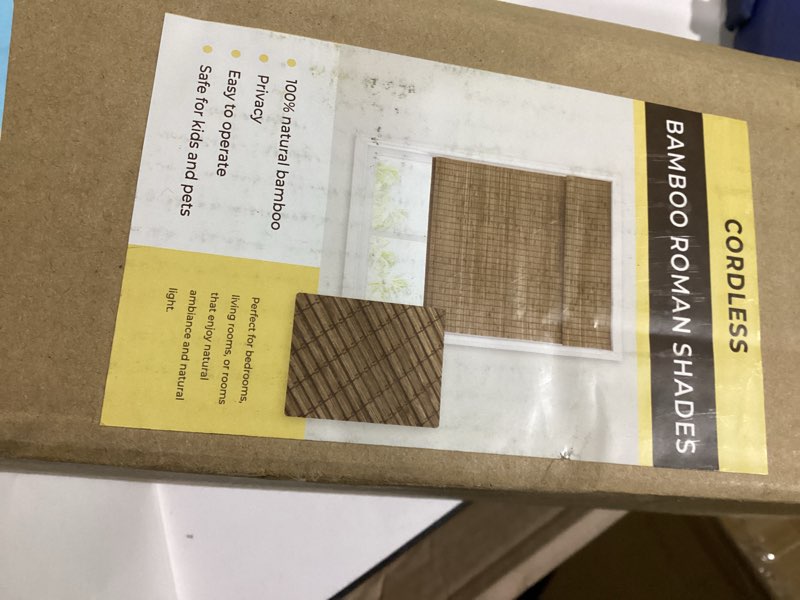 CORDLESS
BAMBOO ROMAN SHADES
100% natural bamboo
Privacy
Easy to operate
Safe for kids and pets
Perfect for bedrooms,
living rooms, or rooms
that enjoy natural
ambiance and natural
light.